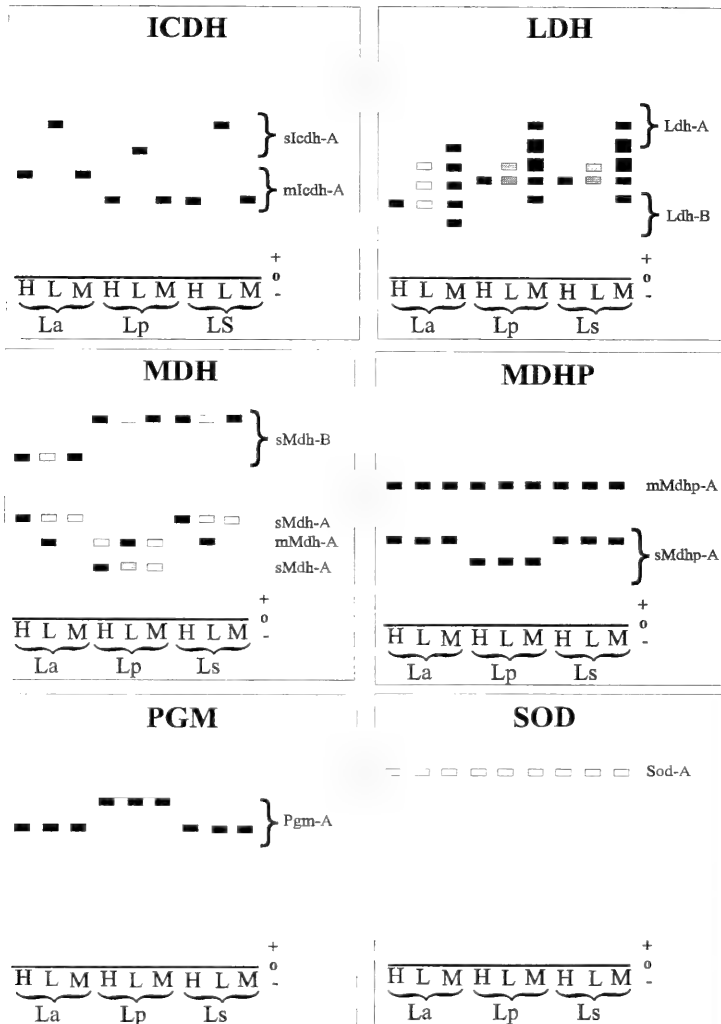 ICDH
sIcdh-A
mIcdh-A
+
o
-
H L M H L M H L M
La Lp LS
LDH
Ldh-A
Ldh-B
+
o
-
H L M H L M H L M
La Lp Ls
MDH
sMdh-B
sMdh-A
mMdh-A
sMdh-A
+
o
-
H L M H L M H L M
La Lp Ls
MDHP
mMdhp-A
sMdhp-A
+
o
-
H L M H L M H L M
La Lp Ls
PGM
Pgm-A
+
o
-
H L M H L M H L M
La Lp Ls
SOD
Sod-A
+
o
-
H L M H L M H L M
La Lp Ls